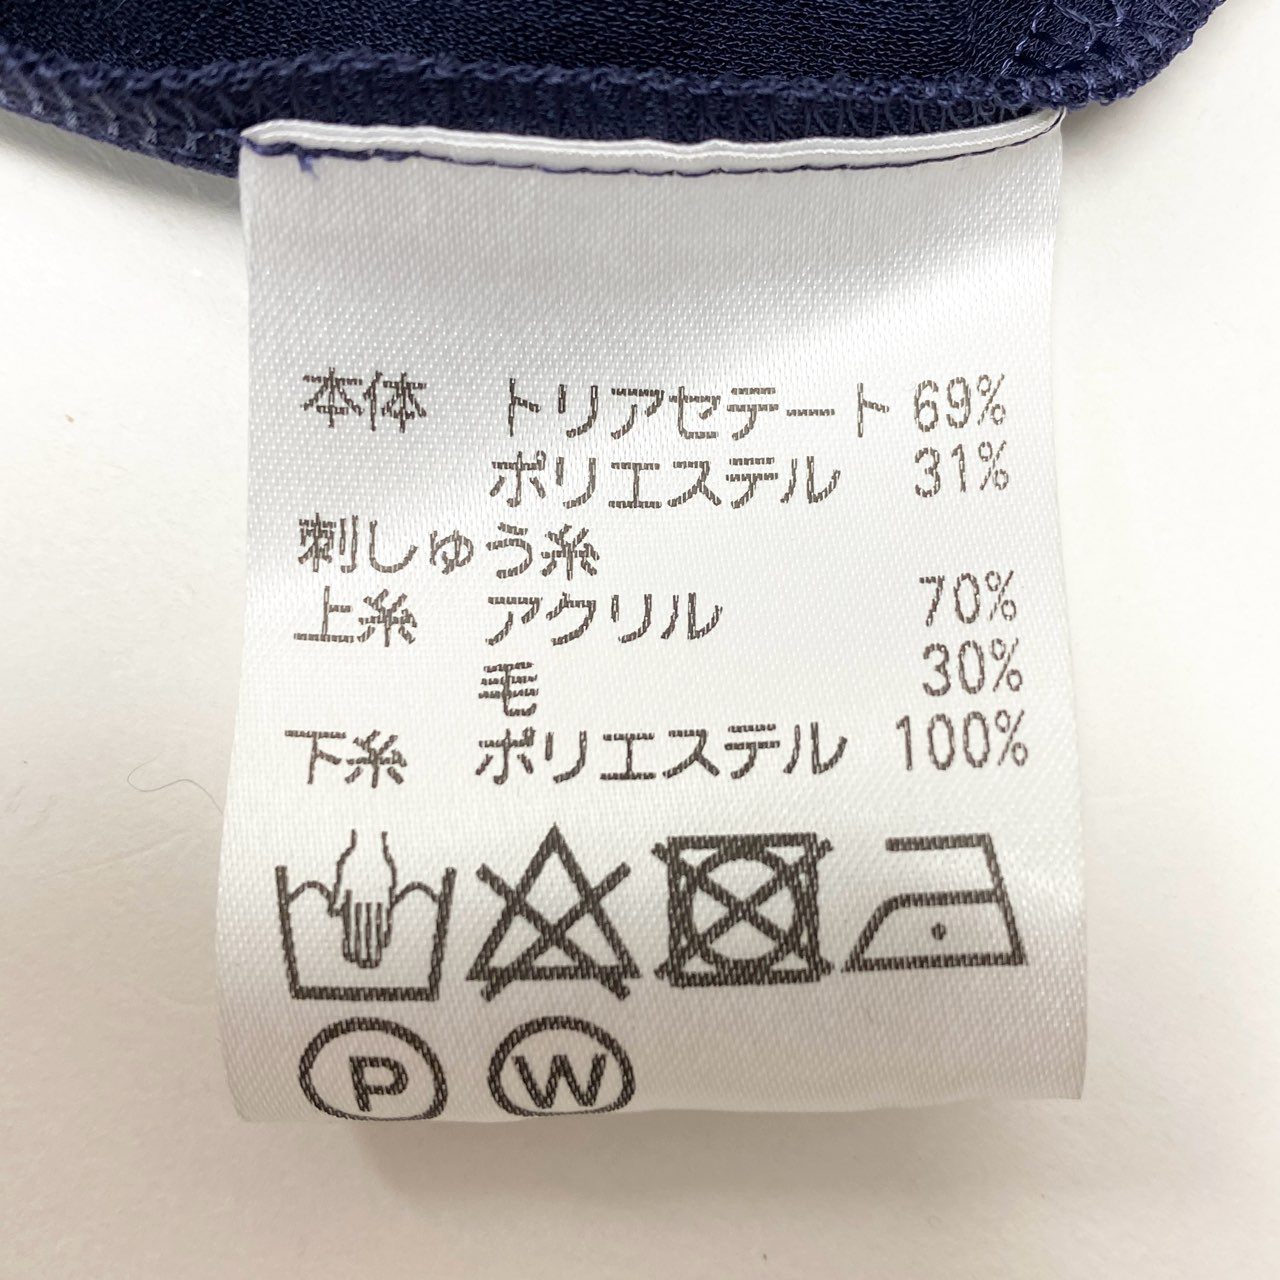 本体 トリアセテート 69%
ポリエステル 31%
刺しゅう糸
上糸 アクリル 70%
毛 30%
下糸 ポリエステル 100%
P W